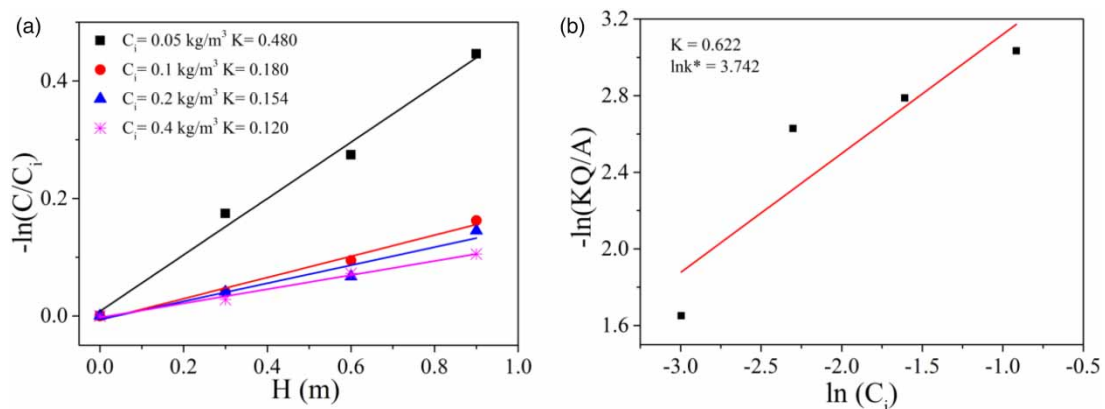 (a)
Cᵢ= 0.05 kg/m³ K= 0.480
Cᵢ= 0.1 kg/m³ K= 0.180
Cᵢ= 0.2 kg/m³ K= 0.154
Cᵢ= 0.4 kg/m³ K= 0.120
-ln(C/Cᵢ)
0.4
0.2
0.0
0.0 0.2 0.4 0.6 0.8 1.0
H (m)
(b)
K = 0.622
lnk* = 3.742
-ln(KQ/A)
3.2
2.8
2.4
2.0
1.6
-3.0 -2.5 -2.0 -1.5 -1.0 -0.5
ln (Cᵢ)